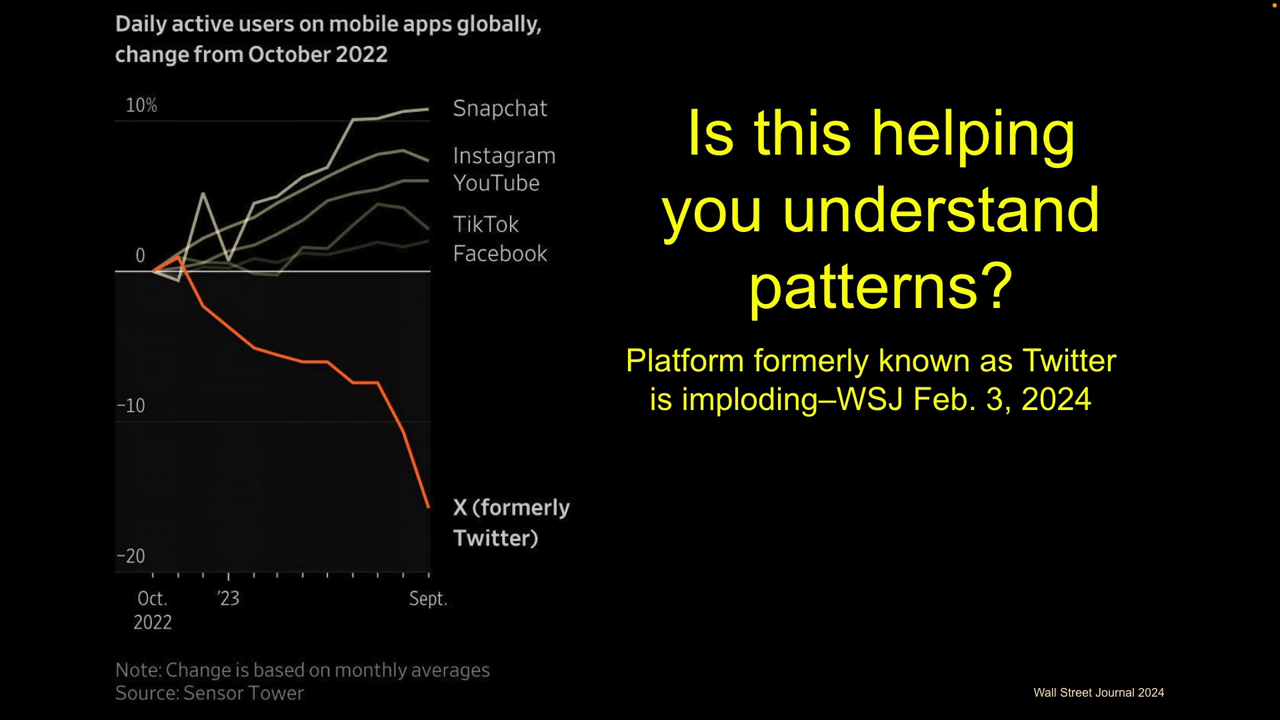 Daily active users on mobile apps globally,
change from October 2022
10%
0
−10
−20
Snapchat
Instagram
YouTube
TikTok
Facebook
X (formerly
Twitter)
Oct.
2022
’23
Sept.
Note: Change is based on monthly averages
Source: Sensor Tower
Is this helping
you understand
patterns?
Platform formerly known as Twitter
is imploding–WSJ Feb. 3, 2024
Wall Street Journal 2024